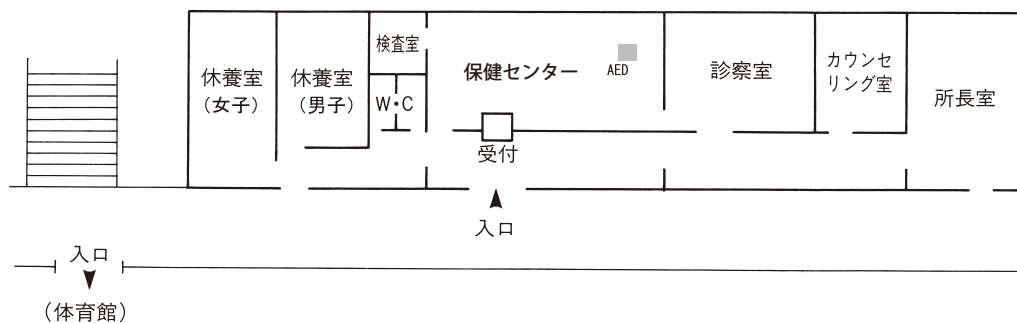 休養室
（女子）
休養室
（男子）
検査室
W・C
保健センター
AED
受付
診察室
カウンセ
リング室
所長室
入口
入口
（体育館）